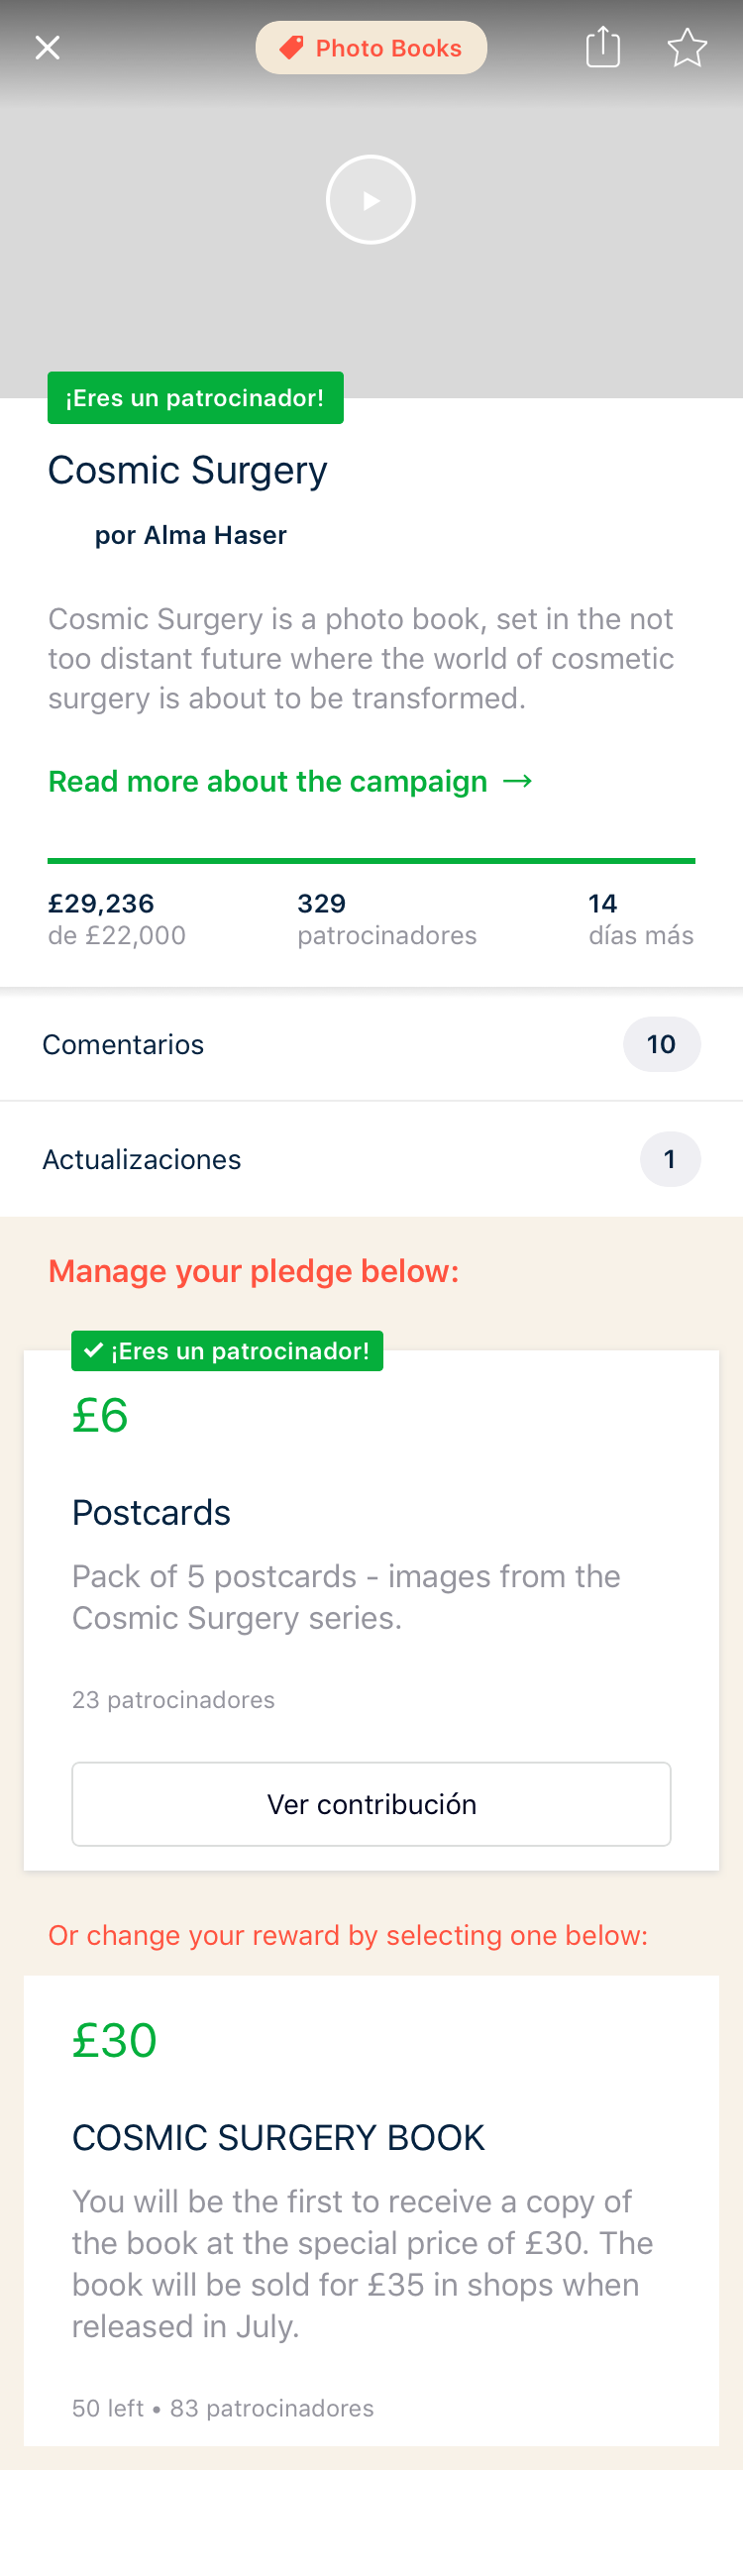 Photo Books
¡Eres un patrocinador!
Cosmic Surgery
por Alma Haser
Cosmic Surgery is a photo book, set in the not
too distant future where the world of cosmetic
surgery is about to be transformed.
Read more about the campaign →
£29,236
de £22,000
329
patrocinadores
14
días más
Comentarios
10
Actualizaciones
1
Manage your pledge below:
¡Eres un patrocinador!
£6
Postcards
Pack of 5 postcards - images from the
Cosmic Surgery series.
23 patrocinadores
Ver contribución
Or change your reward by selecting one below:
£30
COSMIC SURGERY BOOK
You will be the first to receive a copy of
the book at the special price of £30. The
book will be sold for £35 in shops when
released in July.
50 left • 83 patrocinadores